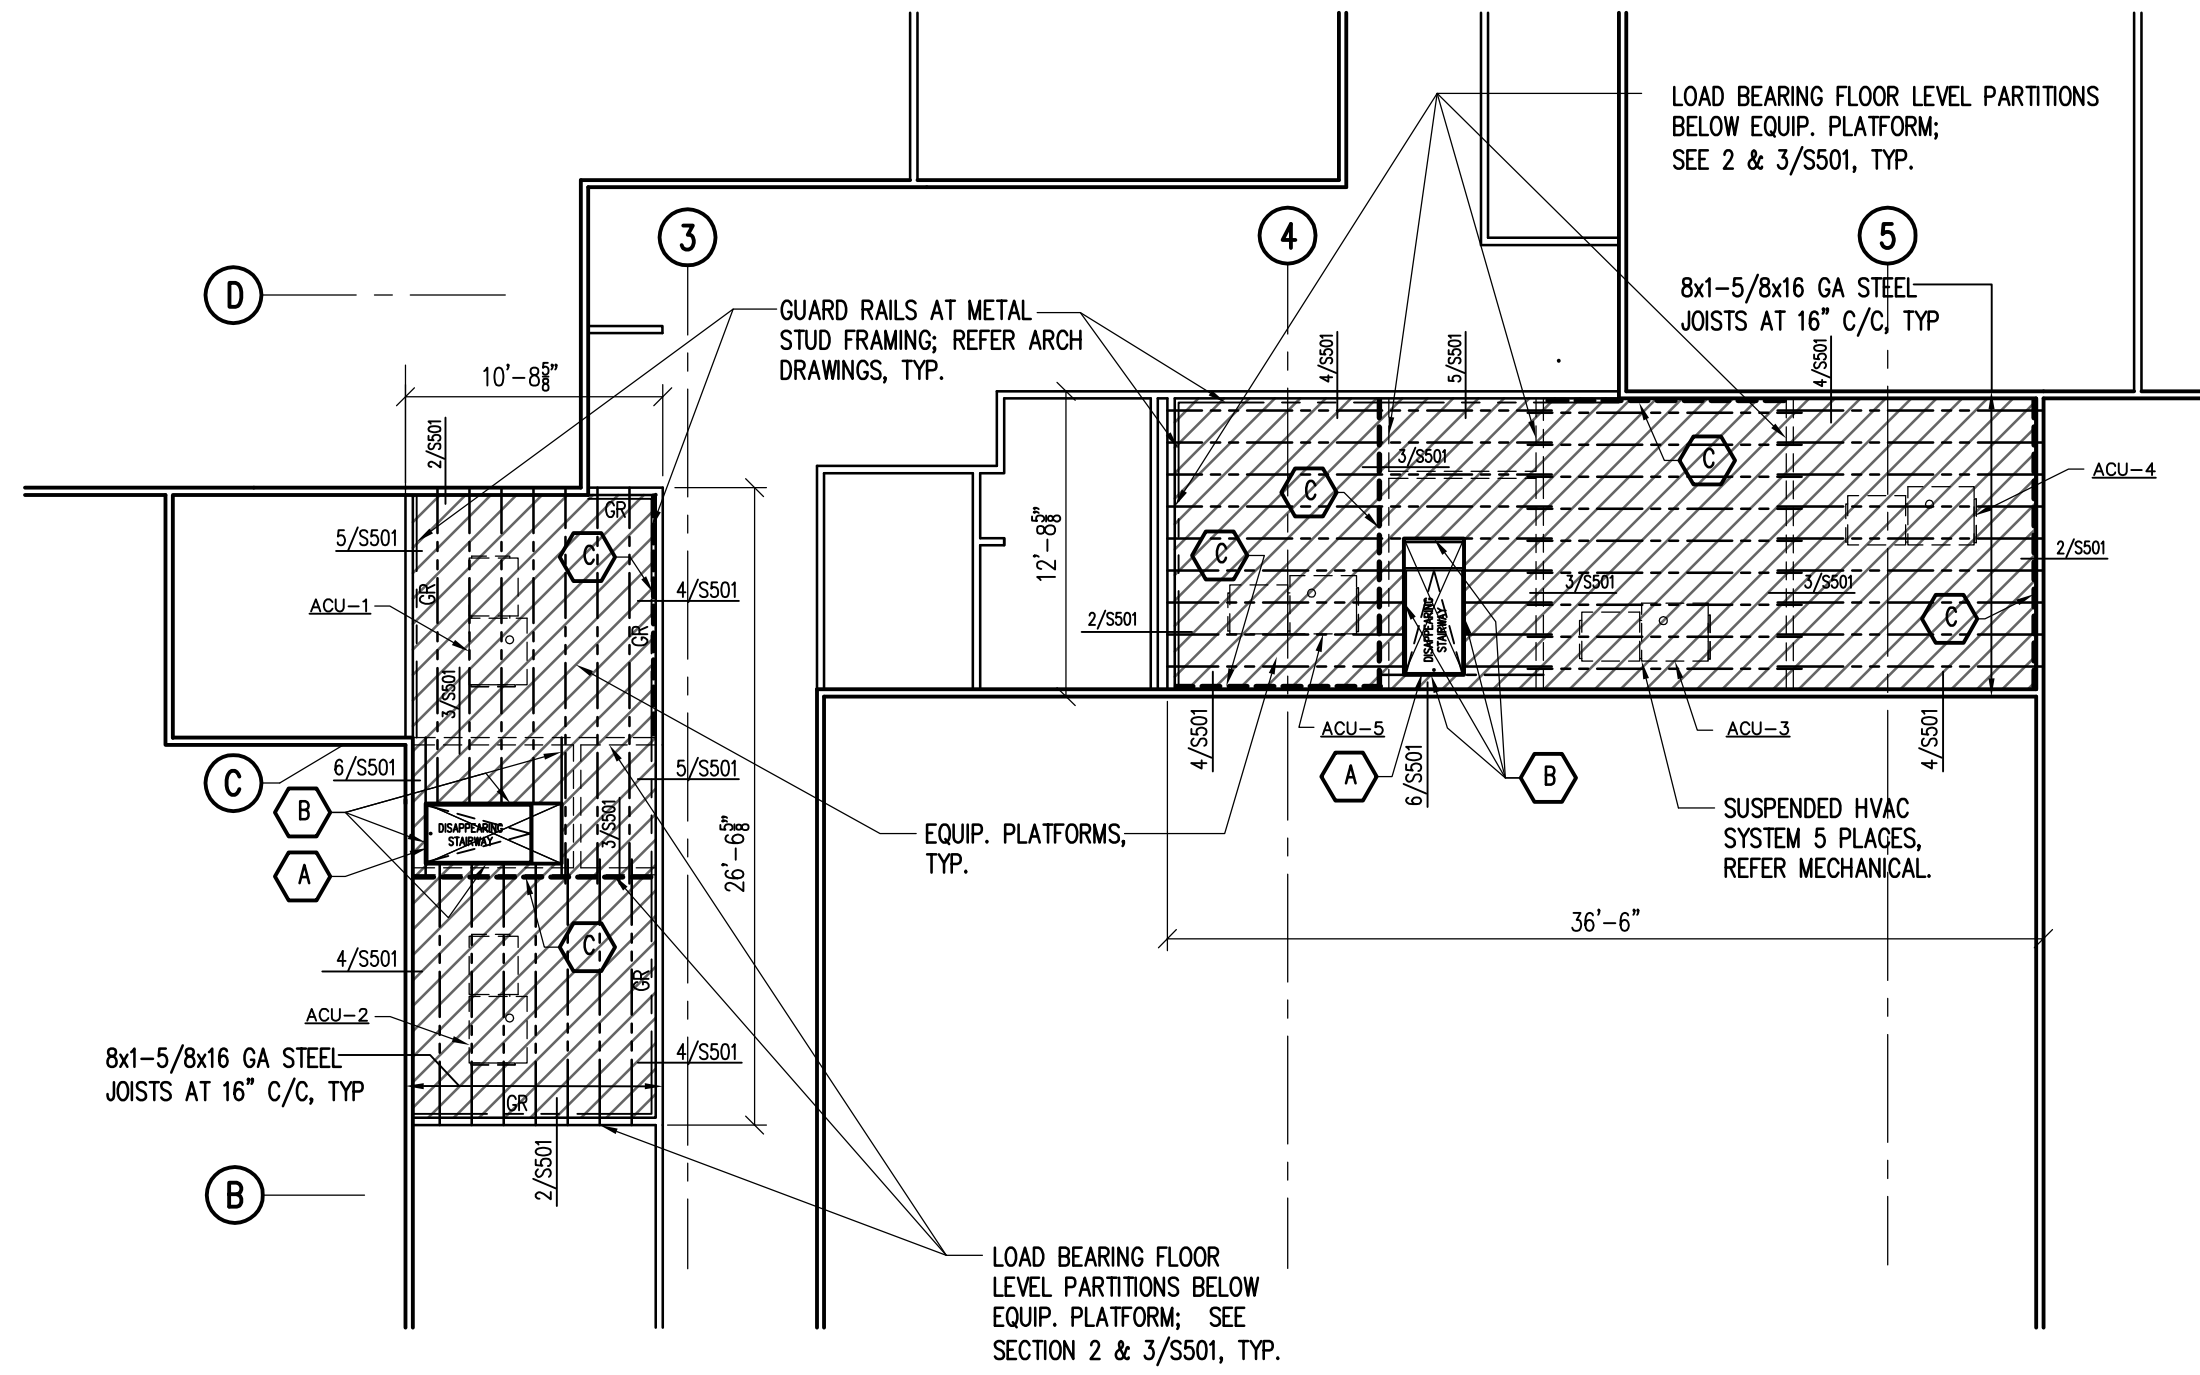 LOAD BEARING FLOOR LEVEL PARTITIONS
BELOW EQUIP. PLATFORM;
SEE 2 & 3/S501, TYP.
3
4
5
D
8x1-5/8x16 GA STEEL
JOISTS AT 16" C/C, TYP
GUARD RAILS AT METAL
STUD FRAMING; REFER ARCH
DRAWINGS, TYP.
10'-8 5/8"
4/S501
5/S501
4/S501
2/S501
3/S501
C
C
ACU-4
GR
5/S501
C
12'-8 5/8"
C
2/S501
GR
4/S501
3/S501
3/S501
ACU-1
C
2/S501
GR
DISAPPEARING
STAIRWAY
3/S501
4/S501
ACU-5
6/S501
ACU-3
4/S501
C
6/S501
5/S501
A
B
B
DISAPPEARING
STAIRWAY
3/S501
26'-6 5/8"
EQUIP. PLATFORMS,
TYP.
SUSPENDED HVAC
SYSTEM 5 PLACES,
REFER MECHANICAL.
A
36'-6"
C
4/S501
GR
ACU-2
8x1-5/8x16 GA STEEL
JOISTS AT 16" C/C, TYP
4/S501
GR
2/S501
B
LOAD BEARING FLOOR
LEVEL PARTITIONS BELOW
EQUIP. PLATFORM; SEE
SECTION 2 & 3/S501, TYP.